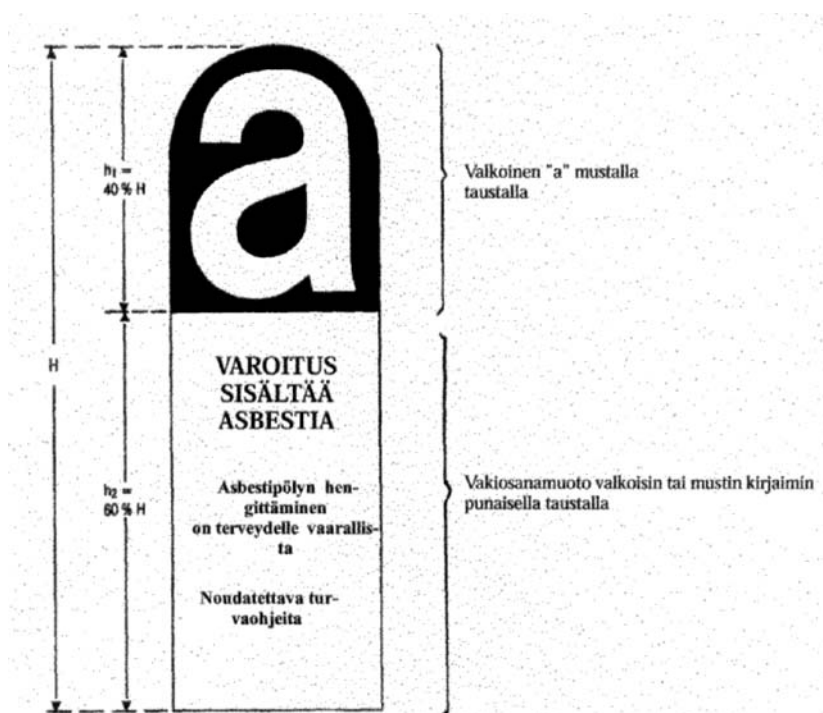 h₁ =
40 % H
H
h₂ =
60 % H
a
VAROITUS
SISÄLTÄÄ
ASBESTIA
Asbestipölyn hen-
gittäminen
on terveydelle vaarallis-
ta
Noudatettava tur-
vaohjeita
Valkoinen "a" mustalla
taustalla
Vakiosanamuoto valkoisin tai mustin kirjaimin
punaisella taustalla